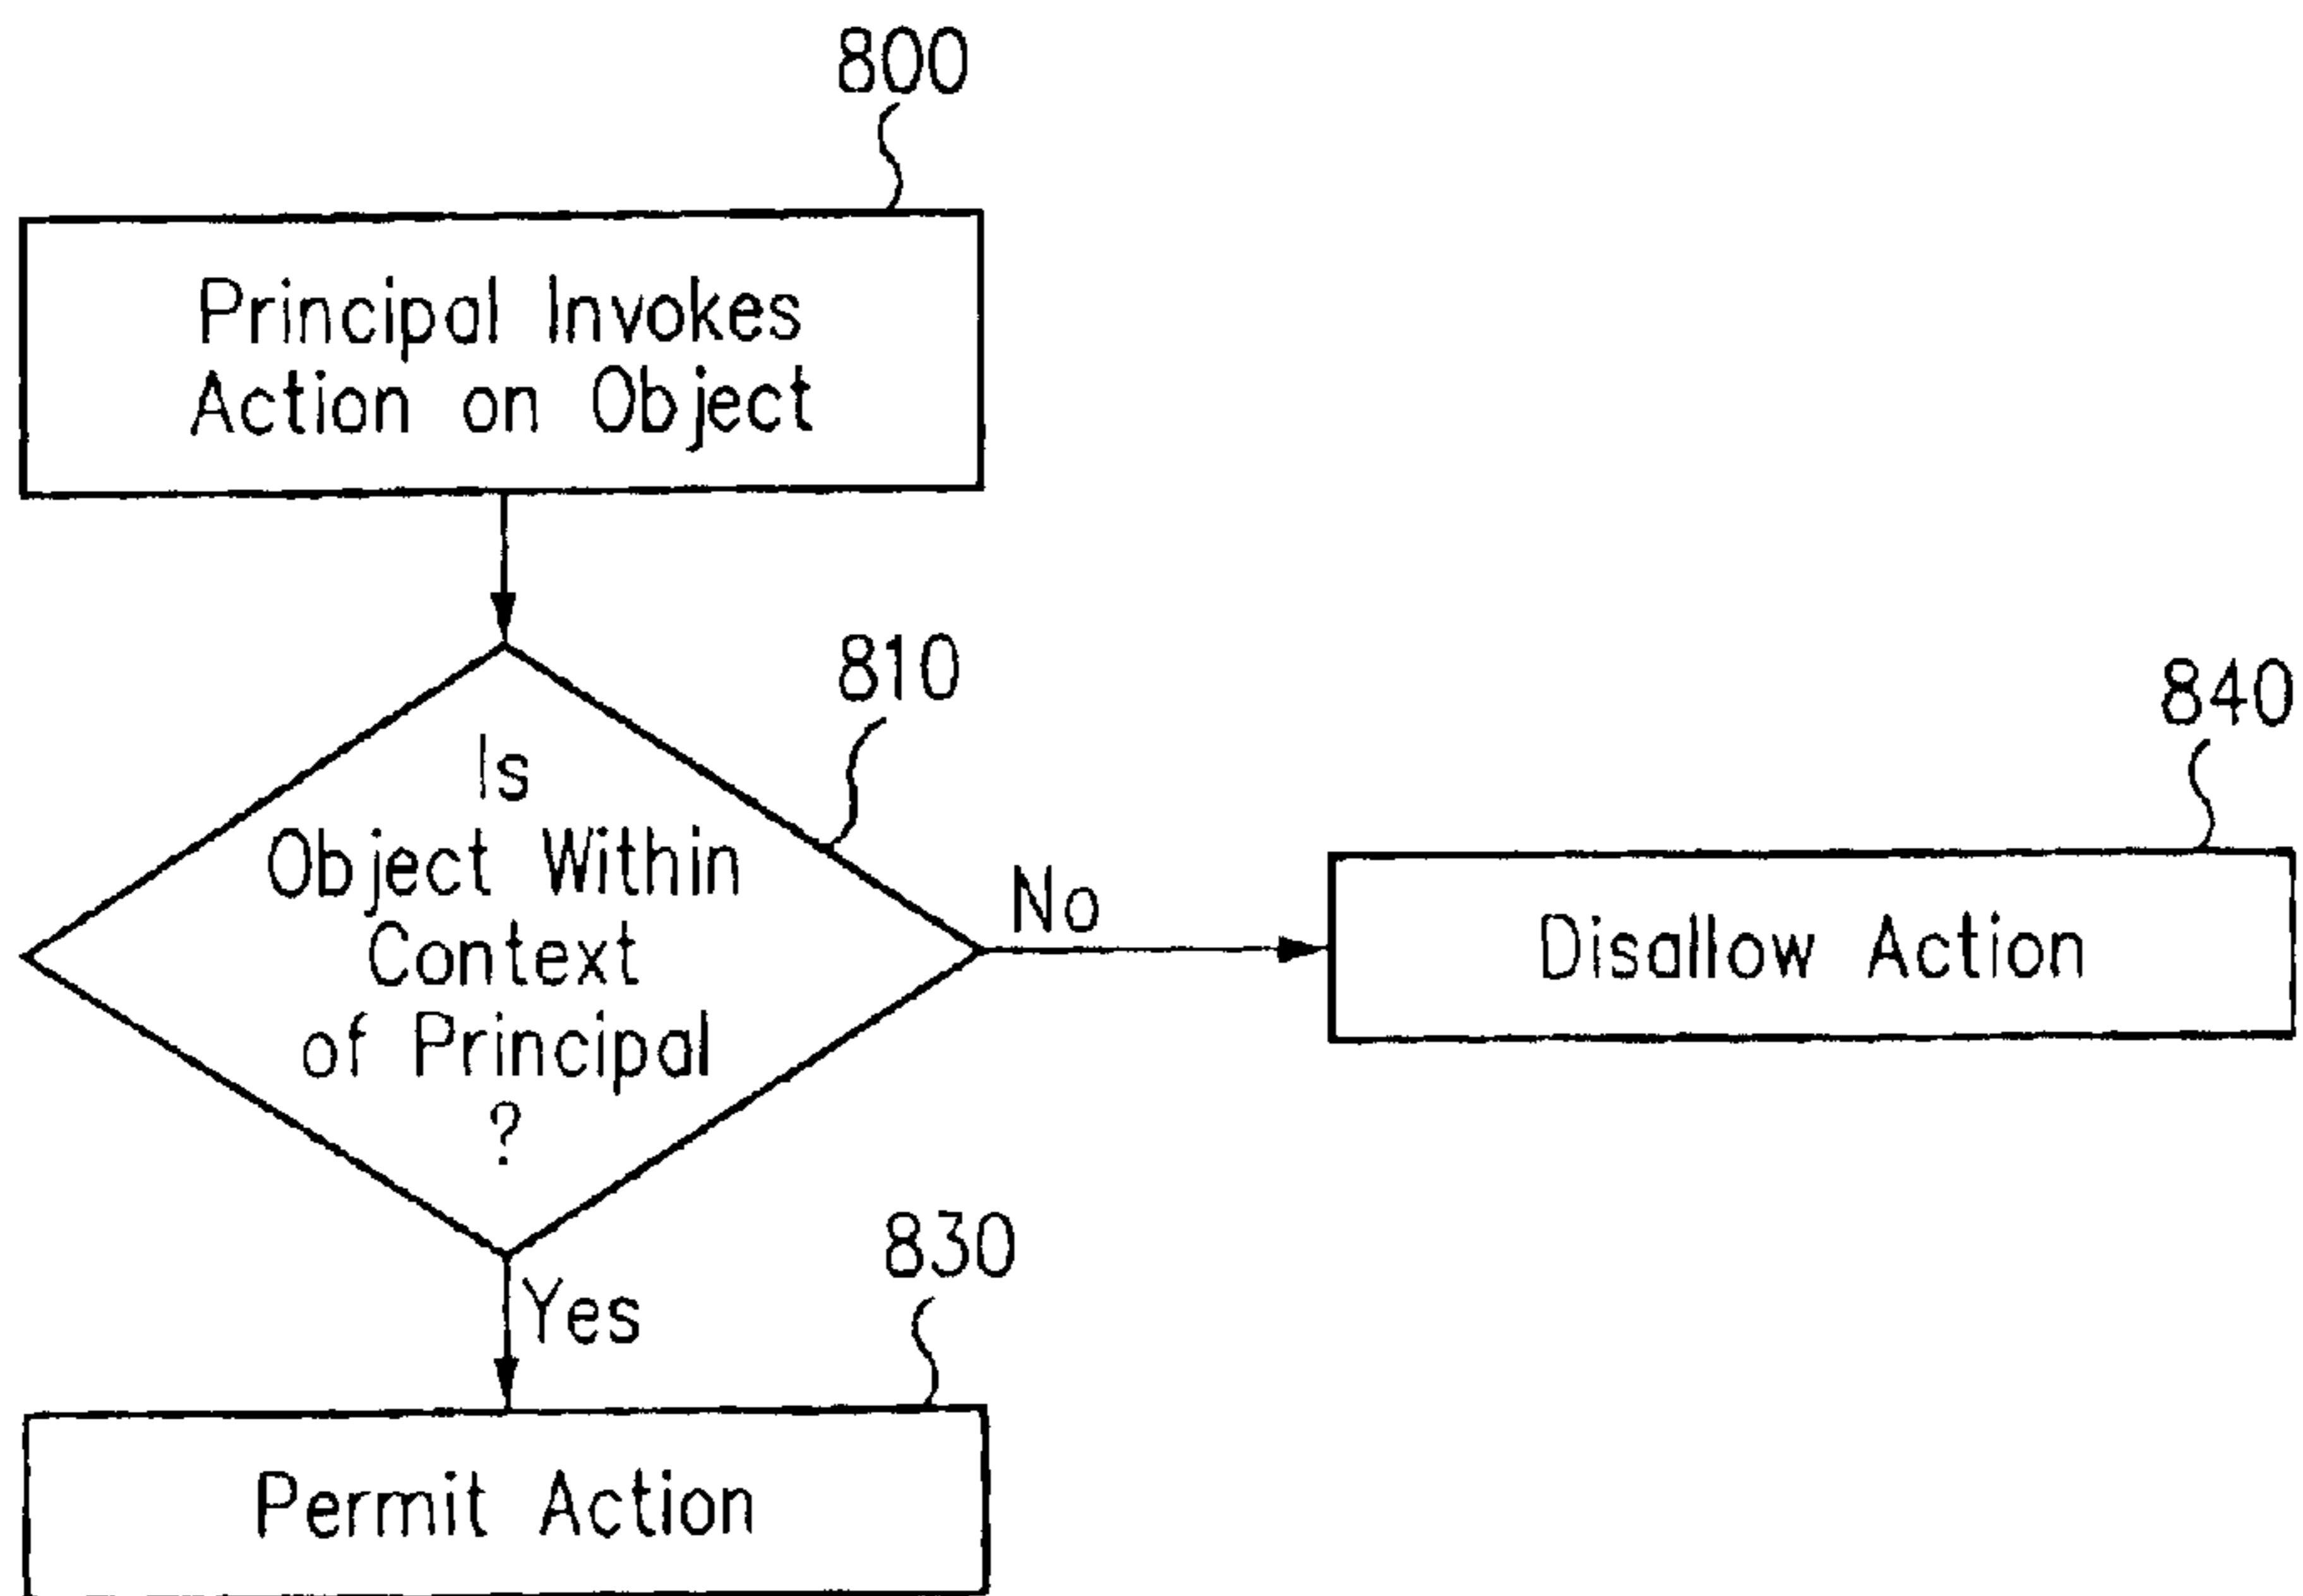 800
Principal Invokes
Action on Object
810
Is
Object Within
Context
of Principal
?
No
840
Disallow Action
Yes
830
Permit Action